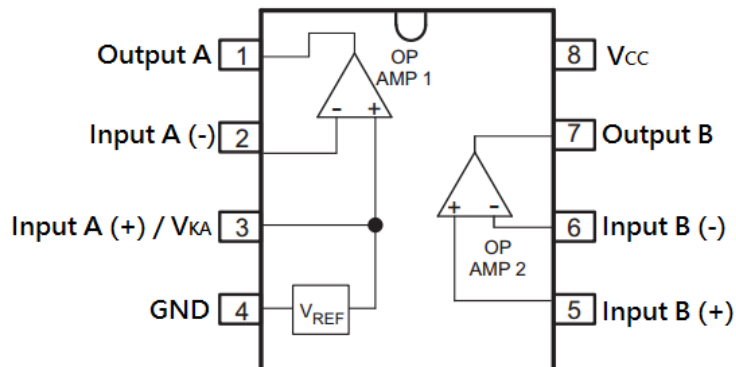 Output A
1
Input A (-)
2
Input A (+) / VKA
3
GND
4
OP
AMP 1
- +
VREF
8
Vcc
7
Output B
+ -
OP
AMP 2
6
Input B (-)
5
Input B (+)